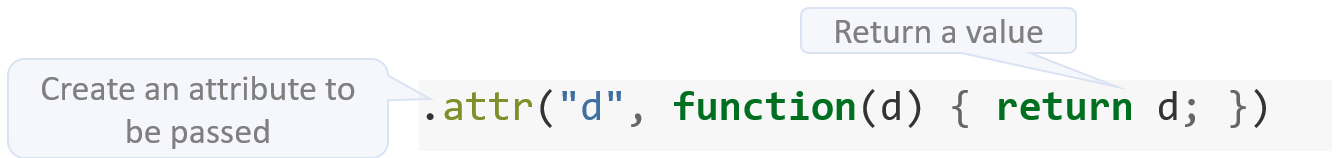 Return a value
Create an attribute to
be passed
.attr("d", function(d) { return d; })